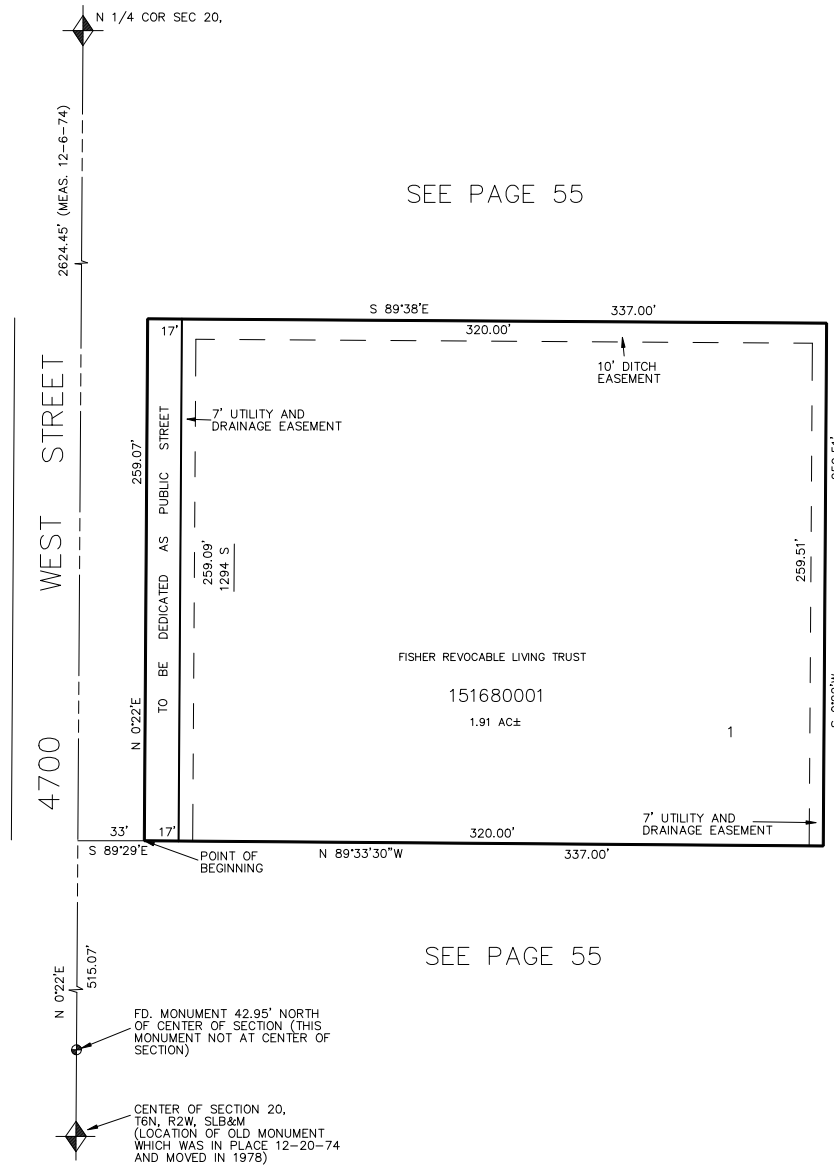 N 1/4 COR SEC 20,
2624.45' (MEAS. 12-6-74)
SEE PAGE 55
S 89°38'E
337.00'
17'
320.00'
10' DITCH
EASEMENT
7' UTILITY AND
DRAINAGE EASEMENT
4700 WEST STREET
259.07'
N 0°22'E
TO BE DEDICATED AS PUBLIC STREET
259.09'
1294 S
259.51'
FISHER REVOCABLE LIVING TRUST
151680001
1.91 AC±
1
7' UTILITY AND
DRAINAGE EASEMENT
33'
17'
320.00'
S 89°29'E
POINT OF
BEGINNING
N 89°33'30"W
337.00'
SEE PAGE 55
N 0°22'E
515.07'
FD. MONUMENT 42.95' NORTH
OF CENTER OF SECTION (THIS
MONUMENT NOT AT CENTER OF
SECTION)
CENTER OF SECTION 20,
T6N, R2W, SLB&M
(LOCATION OF OLD MONUMENT
WHICH WAS IN PLACE 12-20-74
AND MOVED IN 1978)